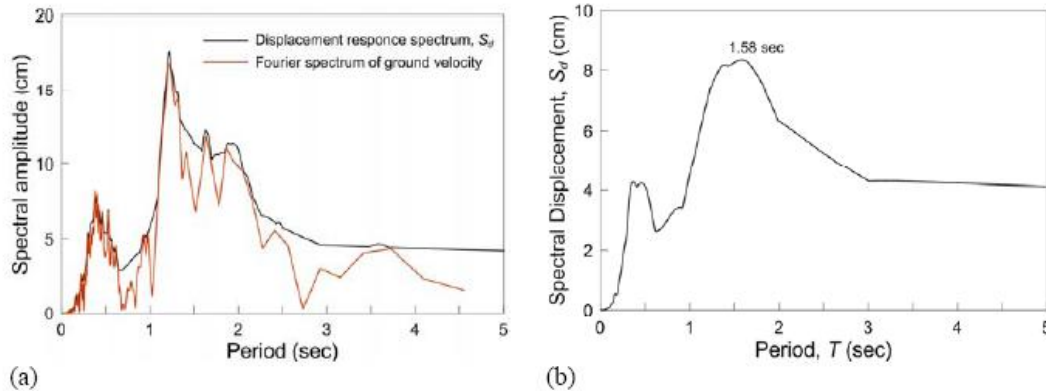 20
15
10
5
0
Spectral amplitude (cm)
Displacement responce spectrum, Sd
Fourier spectrum of ground velocity
0 1 2 3 4 5
Period (sec)
(a)
10
8
6
4
2
0
Spectral Displacement, Sd (cm)
1.58 sec
0 1 2 3 4 5
Period, T (sec)
(b)